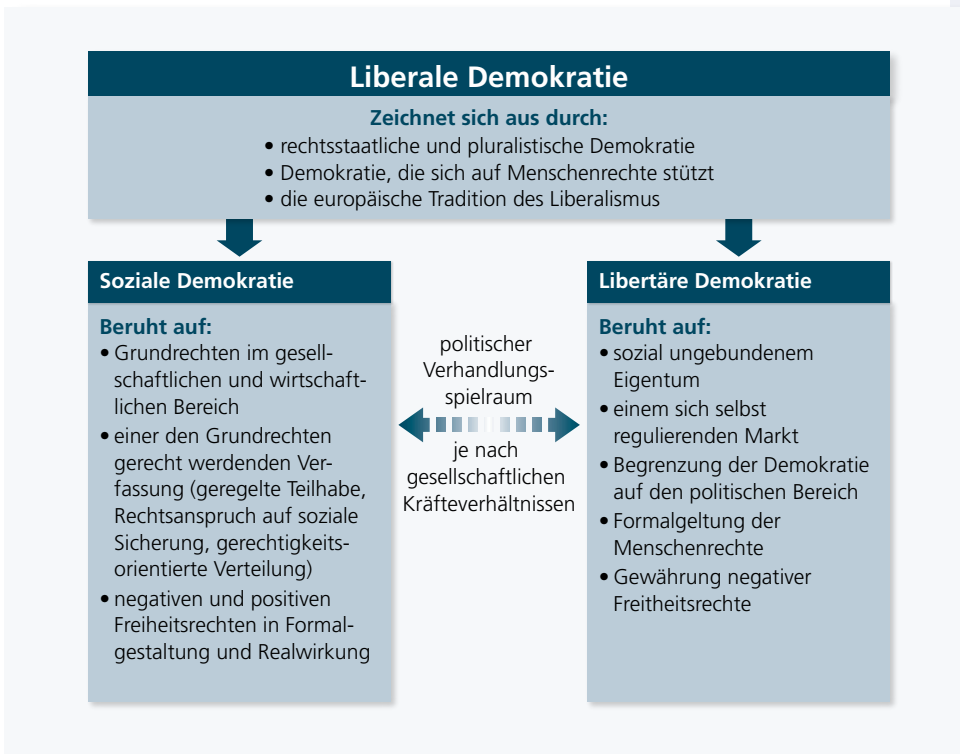 Liberale Demokratie
Zeichnet sich aus durch:
• rechtsstaatliche und pluralistische Demokratie
• Demokratie, die sich auf Menschenrechte stützt
• die europäische Tradition des Liberalismus
Soziale Demokratie
Beruht auf:
• Grundrechten im gesell-
schaftlichen und wirtschaft-
lichen Bereich
• einer den Grundrechten
gerecht werdenden Ver-
fassung (geregelte Teilhabe,
Rechtsanspruch auf soziale
Sicherung, gerechtigkeits-
orientierte Verteilung)
• negativen und positiven
Freiheitsrechten in Formal-
gestaltung und Realwirkung
politischer
Verhandlungs-
spielraum
je nach
gesellschaftlichen
Kräfteverhältnissen
Libertäre Demokratie
Beruht auf:
• sozial ungebundenem
Eigentum
• einem sich selbst
regulierenden Markt
• Begrenzung der Demokratie
auf den politischen Bereich
• Formalgeltung der
Menschenrechte
• Gewährung negativer
Freitheitsrechte